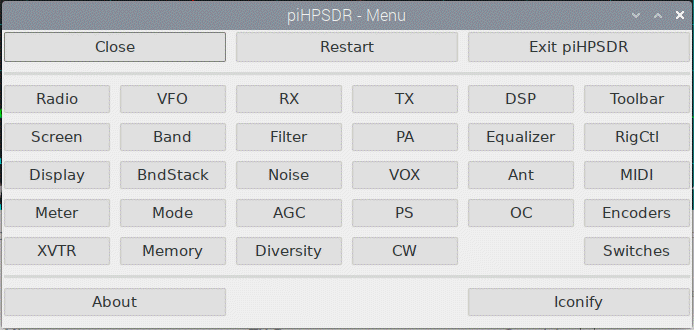 piHPSDR - Menu
Close Restart Exit piHPSDR
Radio VFO RX TX DSP Toolbar
Screen Band Filter PA Equalizer RigCtl
Display BndStack Noise VOX Ant MIDI
Meter Mode AGC PS OC Encoders
XVTR Memory Diversity CW Switches
About Iconify